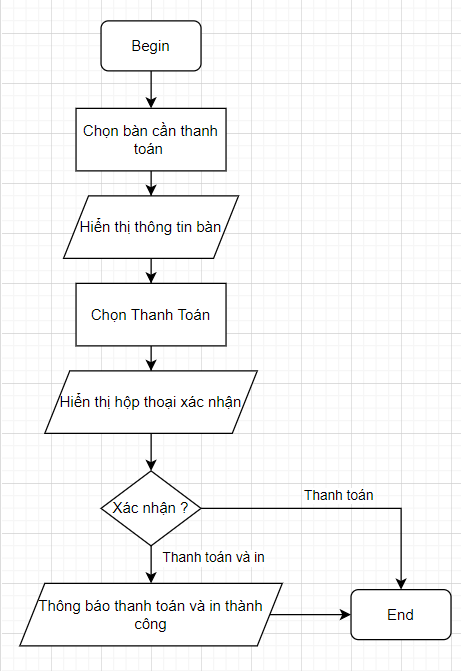 Begin
Chọn bàn cần thanh
toán
Hiển thị thông tin bàn
Chọn Thanh Toán
Hiển thị hộp thoại xác nhận
Xác nhận ?
Thanh toán
Thanh toán và in
Thông báo thanh toán và in thành
công
End